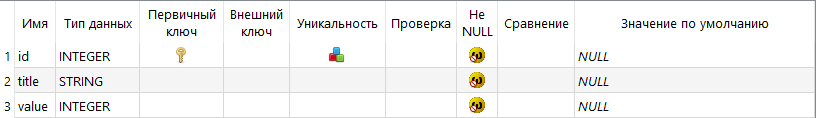 Имя Тип данных Первичный ключ Внешний ключ Уникальность Проверка Не NULL Сравнение Значение по умолчанию
1 id INTEGER NULL
2 title STRING NULL
3 value INTEGER NULL